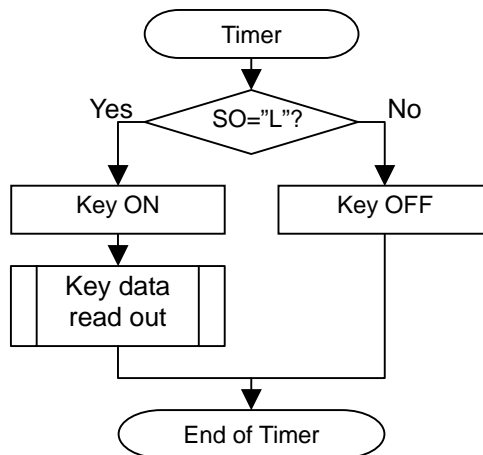 Timer
Yes
SO=”L”?
No
Key ON
Key OFF
Key data
read out
End of Timer